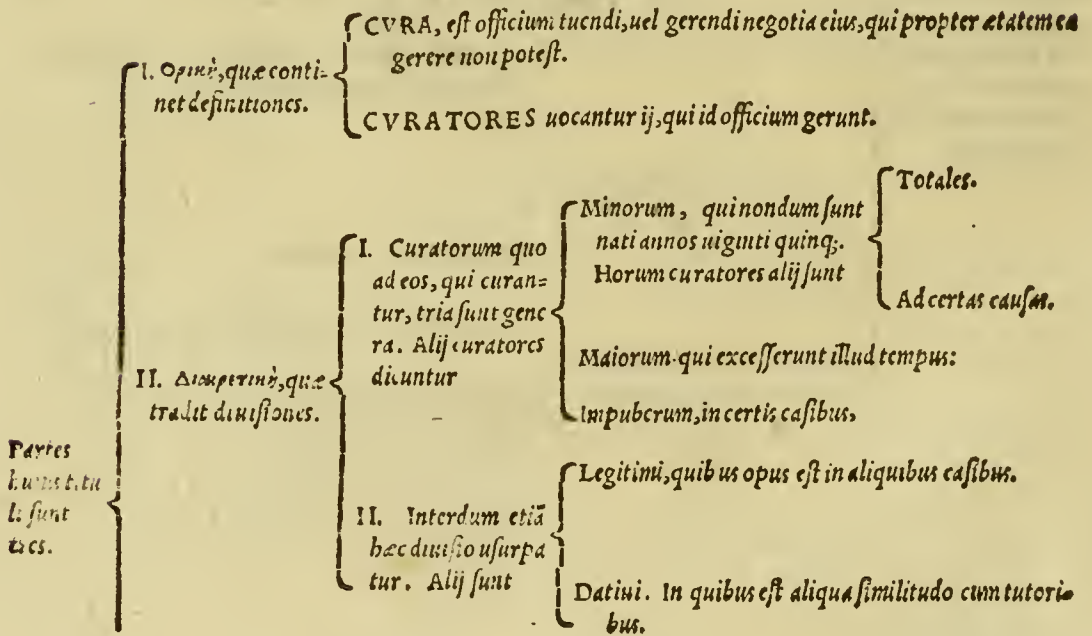 Partes
huius titu
li sunt
tres.
I. Ὁρικὴ, quæ conti=
net definitiones.
CVRA, eſt officium tuendi, uel gerendi negotia eius, qui propter ætatem ea
gerere non poteſt.
CVRATORES uocantur ij, qui id officium gerunt.
II. Διαιρετικὴ, quæ
tradit diuiſiones.
I. Curatorum quo
ad eos, qui curan=
tur, tria ſunt gene
ra. Alij curatores
dicuntur
Minorum, qui nondum ſunt
nati annos uiginti quinq;.
Horum curatores alij ſunt
Totales.
Ad certas cauſas.
Maiorum qui exceſſerunt illud tempus:
Impuberum, in certis caſibus,
II. Interdum etiã
hæc diuiſio uſurpa
tur. Alij ſunt
Legitimi, quibus opus eſt in aliquibus caſibus.
Datiui. In quibus eſt aliqua ſimilitudo cum tutori=
bus.